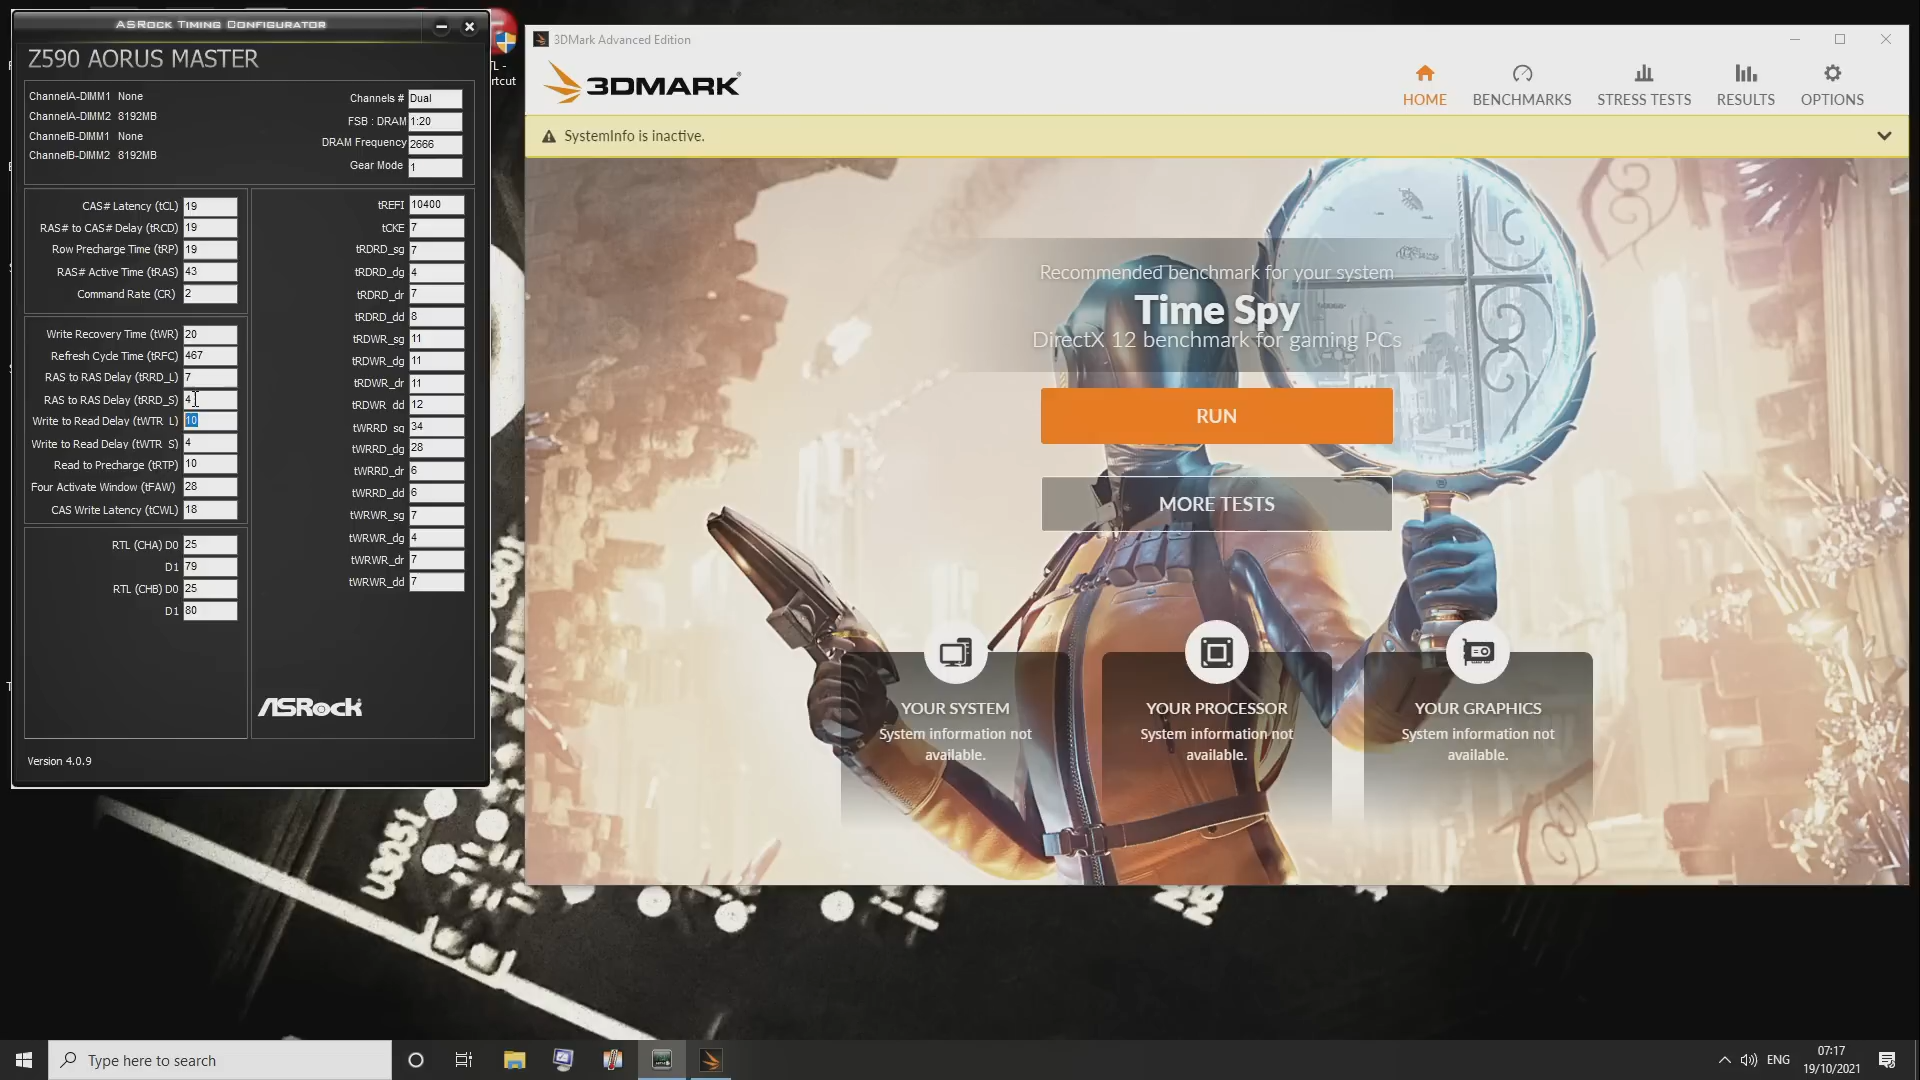 ASRock Timing Configurator
Z590 AORUS MASTER
ChannelA-DIMM1 None
ChannelA-DIMM2 8192MB
ChannelB-DIMM1 None
ChannelB-DIMM2 8192MB
Channels # Dual
FSB : DRAM 1:20
DRAM Frequency 2666
Gear Mode 1
CAS# Latency (tCL) 19
RAS# to CAS# Delay (tRCD) 19
Row Precharge Time (tRP) 19
RAS# Active Time (tRAS) 43
Command Rate (CR) 2
Write Recovery Time (tWR) 20
Refresh Cycle Time (tRFC) 467
RAS to RAS Delay (tRRD_L) 7
RAS to RAS Delay (tRRD_S) 4
Write to Read Delay (tWTR_L) 10
Write to Read Delay (tWTR_S) 4
Read to Precharge (tRTP) 10
Four Activate Window (tFAW) 28
CAS Write Latency (tCWL) 18
RTL (CHA) D0 25
D1 79
RTL (CHB) D0 25
D1 80
tREFI 10400
tCKE 7
tRDRD_sg 7
tRDRD_dg 4
tRDRD_dr 7
tRDRD_dd 8
tRDWR_sg 11
tRDWR_dg 11
tRDWR_dr 11
tRDWR_dd 12
tWRRD_sg 34
tWRRD_dg 28
tWRRD_dr 6
tWRRD_dd 6
tWRWR_sg 7
tWRWR_dg 4
tWRWR_dr 7
tWRWR_dd 7
ASRock
Version 4.0.9
TL -
rtcut
3DMark Advanced Edition
3DMARK
HOME
BENCHMARKS
STRESS TESTS
RESULTS
OPTIONS
SystemInfo is inactive.
Recommended benchmark for your system
Time Spy
DirectX 12 benchmark for gaming PCs
RUN
MORE TESTS
YOUR SYSTEM
System information not
available.
YOUR PROCESSOR
System information not
available.
YOUR GRAPHICS
System information not
available.
Type here to search
ENG
07:17
19/10/2021